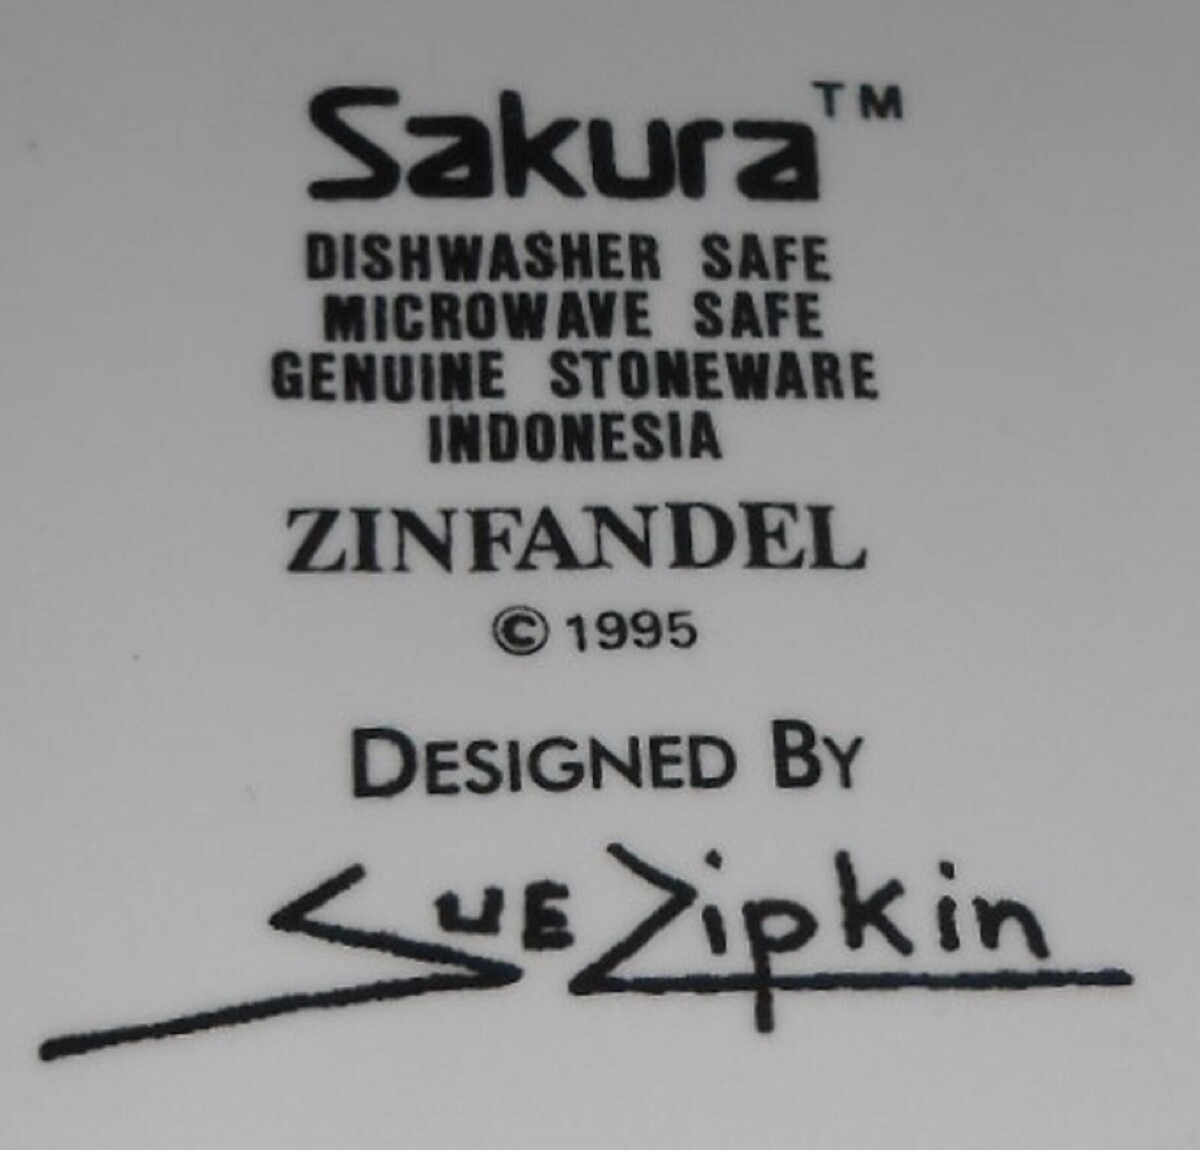 Sakura™
DISHWASHER SAFE
MICROWAVE SAFE
GENUINE STONEWARE
INDONESIA
ZINFANDEL
© 1995
DESIGNED BY
SUE Zipkin